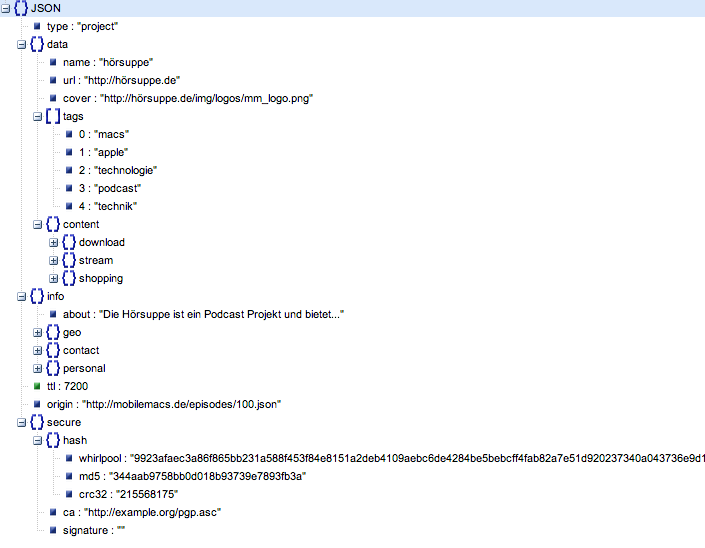 JSON
type : "project"
data
name : "hörsuppe"
url : "http://hörsuppe.de"
cover : "http://hörsuppe.de/img/logos/mm_logo.png"
tags
0 : "macs"
1 : "apple"
2 : "technologie"
3 : "podcast"
4 : "technik"
content
download
stream
shopping
info
about : "Die Hörsuppe ist ein Podcast Projekt und bietet..."
geo
contact
personal
ttl : 7200
origin : "http://mobilemacs.de/episodes/100.json"
secure
hash
whirlpool : "9923afaec3a86f865bb231a588f453f84e8151a2deb4109aebc6de4284be5bebcff4fab82a7e51d920237340a043736e9d1
md5 : "344aab9758bb0d018b93739e7893fb3a"
crc32 : "215568175"
ca : "http://example.org/pgp.asc"
signature : ""